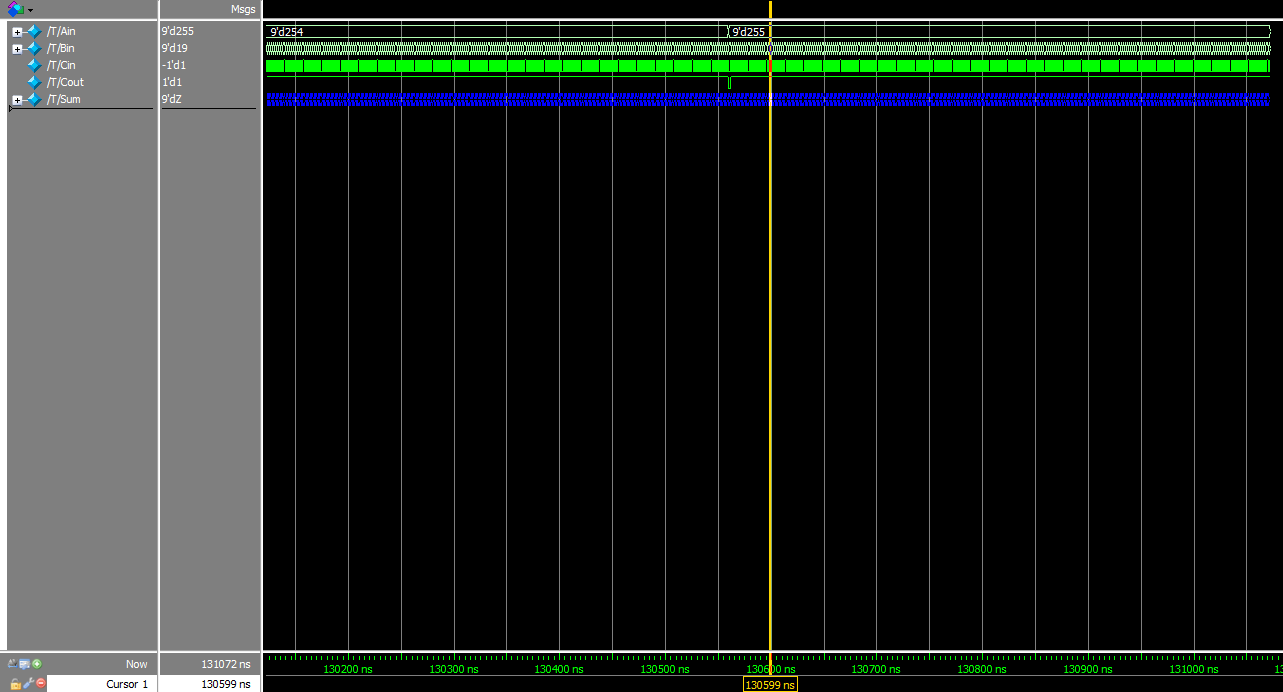 Msgs
/T/Ain 9'd255 9'd254 9'd255
/T/Bin 9'd19
/T/Cin -1'd1
/T/Cout 1'd1
/T/Sum 9'dZ
Now 131072 ns 130200 ns 130300 ns 130400 ns 130500 ns 130600 ns 130700 ns 130800 ns 130900 ns 131000 ns
Cursor 1 130599 ns 130599 ns